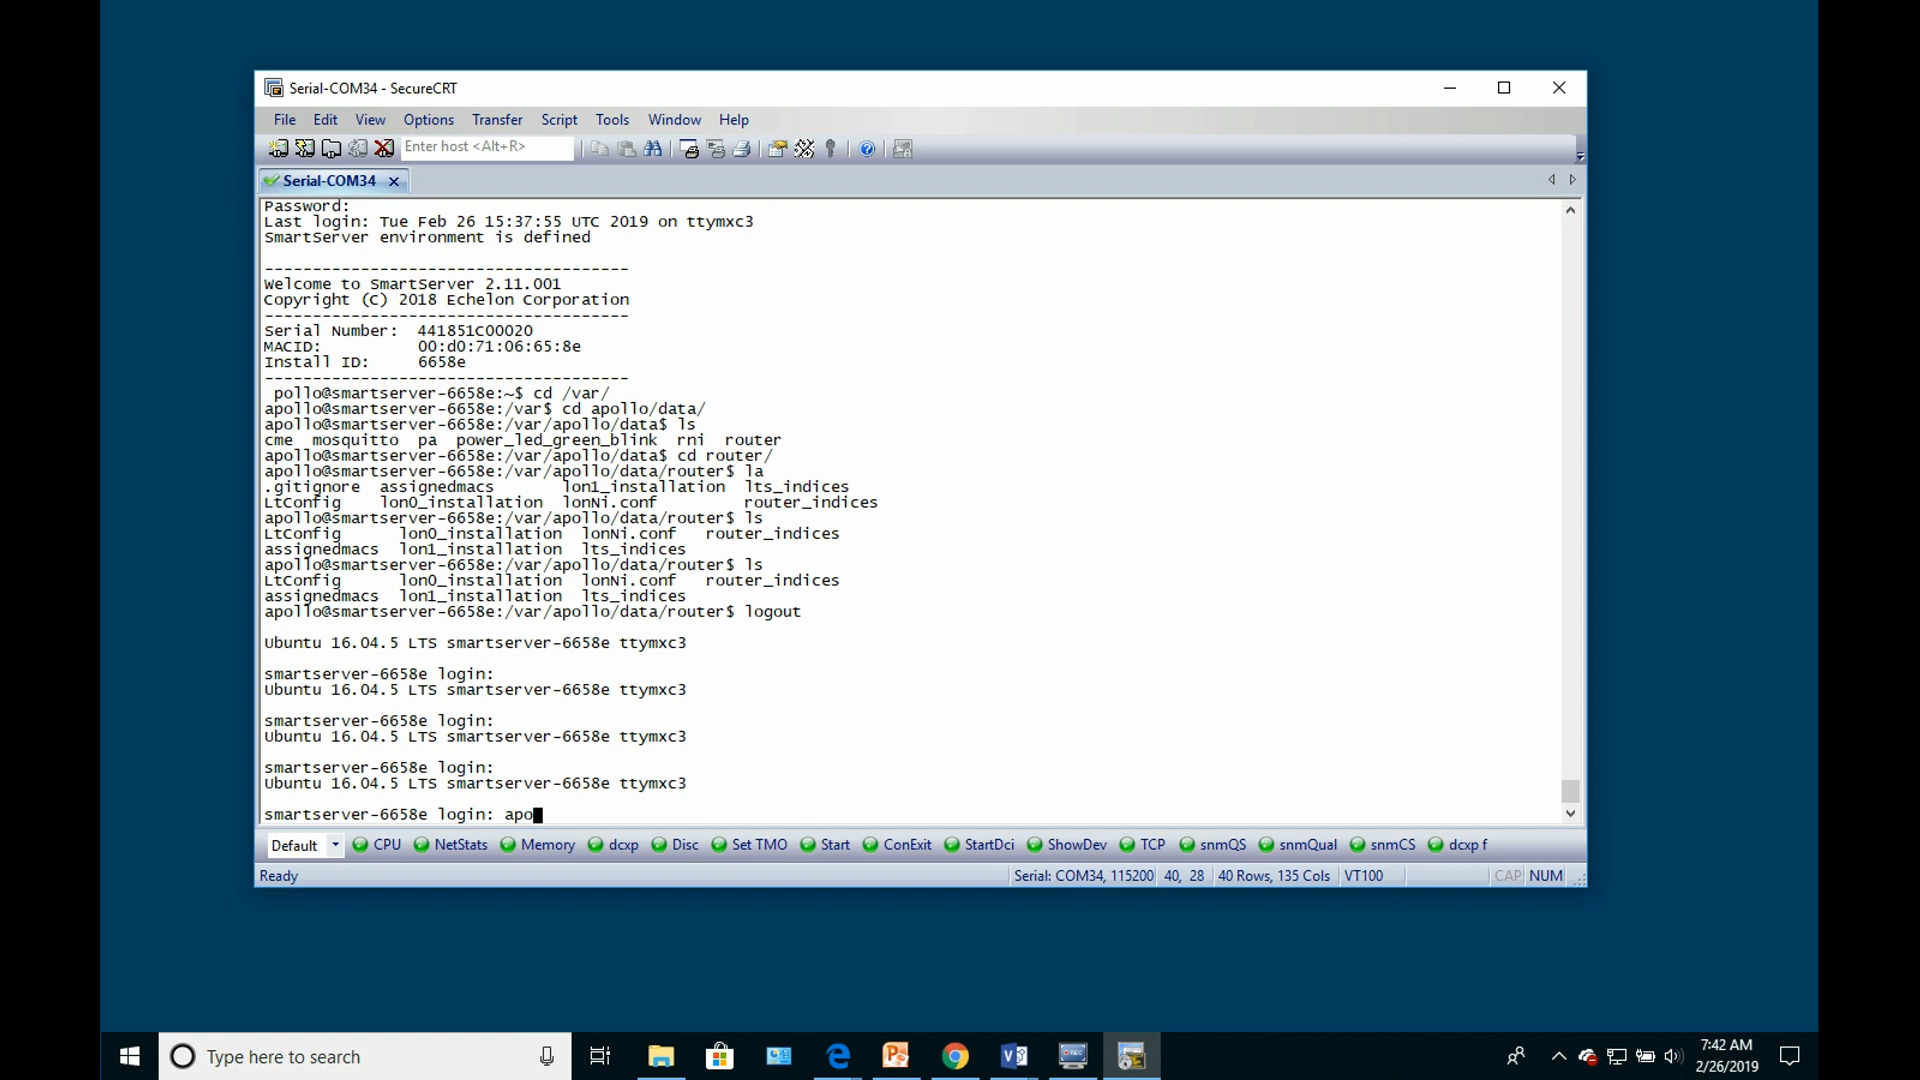 Serial-COM34 - SecureCRT
File Edit View Options Transfer Script Tools Window Help
Enter host <Alt+R>
Serial-COM34
Password:
Last login: Tue Feb 26 15:37:55 UTC 2019 on ttymxc3
SmartServer environment is defined
--------------------------------------
Welcome to SmartServer 2.11.001
Copyright (C) 2018 Echelon Corporation
--------------------------------------
Serial Number:  441851C00020
MACID:          00:d0:71:06:65:8e
Install ID:     6658e
--------------------------------------
 pollo@smartserver-6658e:~$ cd /var/
apollo@smartserver-6658e:/var$ cd apollo/data/
apollo@smartserver-6658e:/var/apollo/data$ ls
cme  mosquitto  pa  power_led_green_blink  rni  router
apollo@smartserver-6658e:/var/apollo/data$ cd router/
apollo@smartserver-6658e:/var/apollo/data/router$ la
.gitignore  assignedmacs       lon1_installation  lts_indices
LtConfig    lon0_installation  lonNi.conf         router_indices
apollo@smartserver-6658e:/var/apollo/data/router$ ls
LtConfig      lon0_installation  lonNi.conf   router_indices
assignedmacs  lon1_installation  lts_indices
apollo@smartserver-6658e:/var/apollo/data/router$ ls
LtConfig      lon0_installation  lonNi.conf   router_indices
assignedmacs  lon1_installation  lts_indices
apollo@smartserver-6658e:/var/apollo/data/router$ logout
Ubuntu 16.04.5 LTS smartserver-6658e ttymxc3
smartserver-6658e login:
Ubuntu 16.04.5 LTS smartserver-6658e ttymxc3
smartserver-6658e login:
Ubuntu 16.04.5 LTS smartserver-6658e ttymxc3
smartserver-6658e login:
Ubuntu 16.04.5 LTS smartserver-6658e ttymxc3
smartserver-6658e login: apo
Default CPU NetStats Memory dcxp Disc Set TMO Start ConExit StartDci ShowDev TCP snmQS snmQual snmCS dcxp f
Ready Serial: COM34, 115200 40, 28 40 Rows, 135 Cols VT100 CAP NUM
Type here to search
7:42 AM
2/26/2019